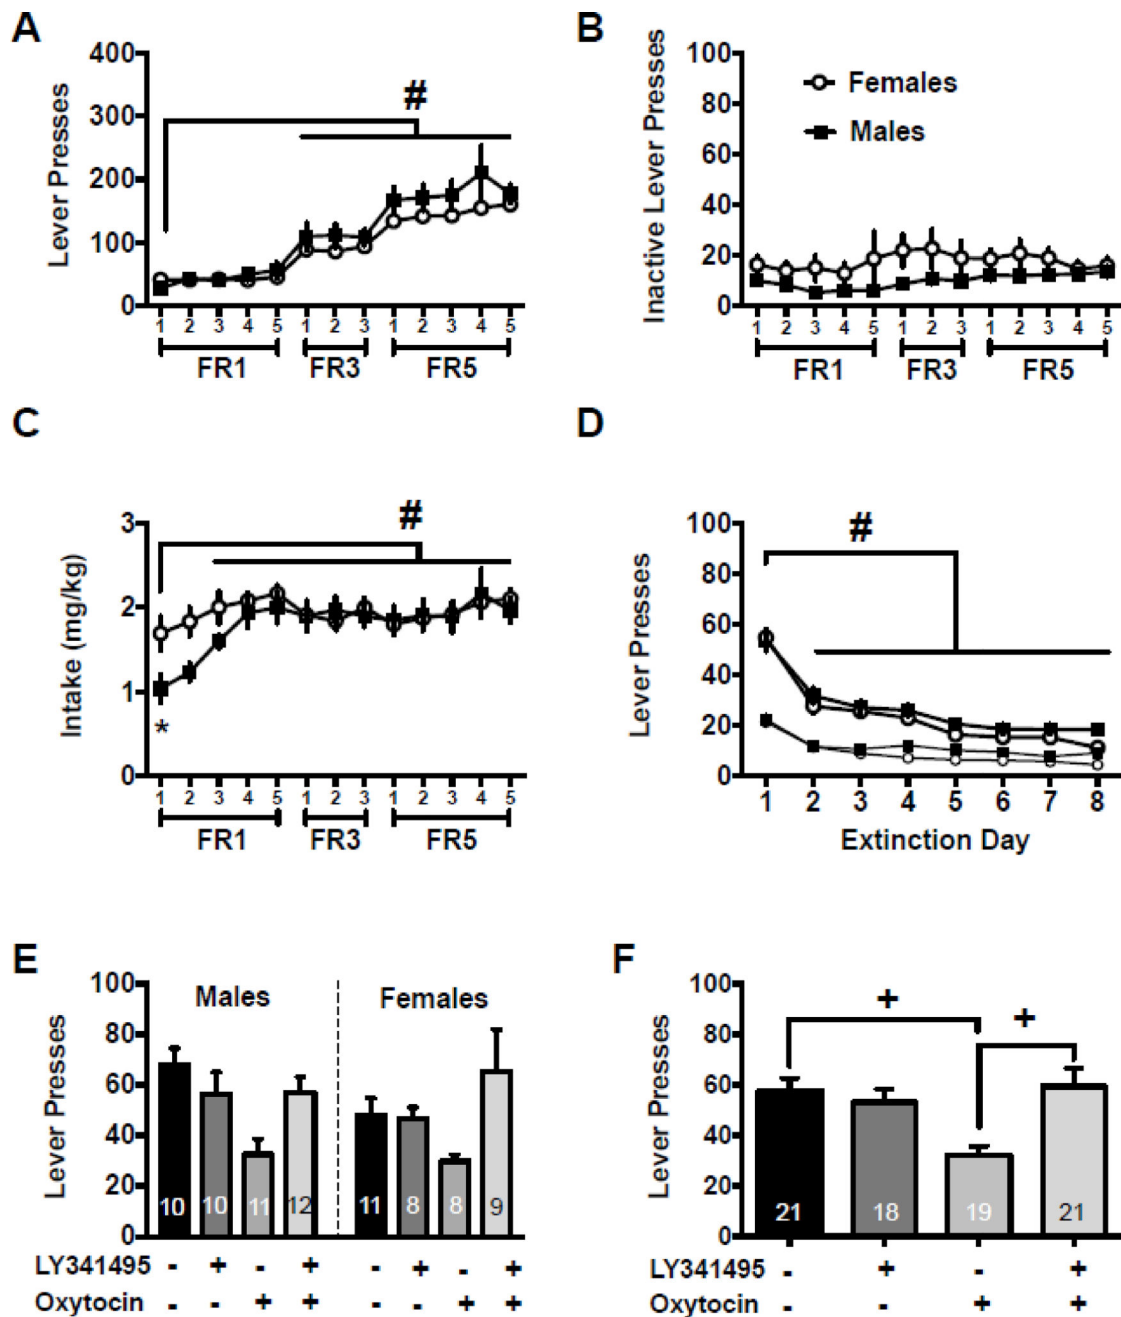 A
B
400
300
200
100
0
Lever Presses
#
1 2 3 4 5 1 2 3 1 2 3 4 5
FR1 FR3 FR5
100
80
60
40
20
0
Inactive Lever Presses
Females
Males
1 2 3 4 5 1 2 3 1 2 3 4 5
FR1 FR3 FR5
C
D
3
2
1
0
Intake (mg/kg)
#
*
1 2 3 4 5 1 2 3 1 2 3 4 5
FR1 FR3 FR5
100
80
60
40
20
0
Lever Presses
#
1 2 3 4 5 6 7 8
Extinction Day
E
F
100
80
60
40
20
0
Lever Presses
Males Females
10 10 11 12 11 8 8 9
LY341495 - + - + - + - +
Oxytocin - - + + - - + +
100
80
60
40
20
0
Lever Presses
+
+
21 18 19 21
LY341495 - + - +
Oxytocin - - + +